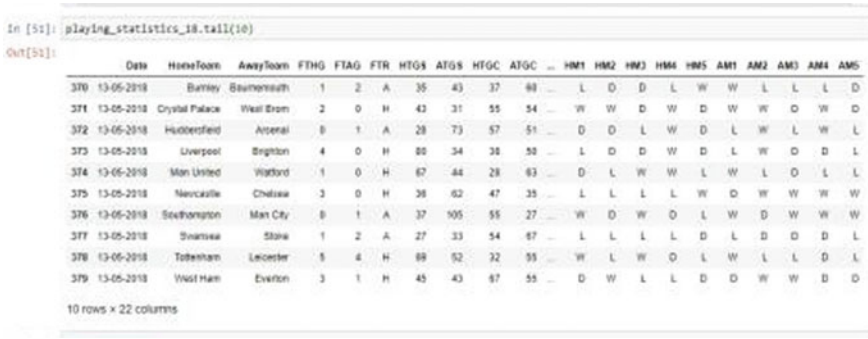 In [51]: playing_statistics_18.tail(10)
Out[51]:
Date HomeTeam AwayTeam FTHG FTAG FTR HTGS ATGS HTGC ATGC ... HM1 HM2 HM3 HM4 HM5 AM1 AM2 AM3 AM4 AM5
370 13-05-2018 Burnley Bournemouth 1 2 A 35 43 37 60 ... L D D L W W L L L D
371 13-05-2018 Crystal Palace West Brom 2 0 H 43 31 55 54 ... W W D W D W W D W D
372 13-05-2018 Huddersfield Arsenal 0 1 A 28 73 57 51 ... D D L W D L W L W L
373 13-05-2018 Liverpool Brighton 4 0 H 80 34 38 50 ... L D D W D L W D D L
374 13-05-2018 Man United Watford 1 0 H 67 44 28 63 ... D L W W L W L D L L
375 13-05-2018 Newcastle Chelsea 3 0 H 36 62 47 35 ... L L L L W D W W W W
376 13-05-2018 Southampton Man City 0 1 A 37 105 55 27 ... W D W D L W D W W W
377 13-05-2018 Swansea Stoke 1 2 A 27 33 54 67 ... L L L L D L D D D L
378 13-05-2018 Tottenham Leicester 5 4 H 69 52 32 55 ... W L W D L W L L D L
379 13-05-2018 West Ham Everton 3 1 H 45 43 67 55 ... D W L L D D W W D D
10 rows × 22 columns